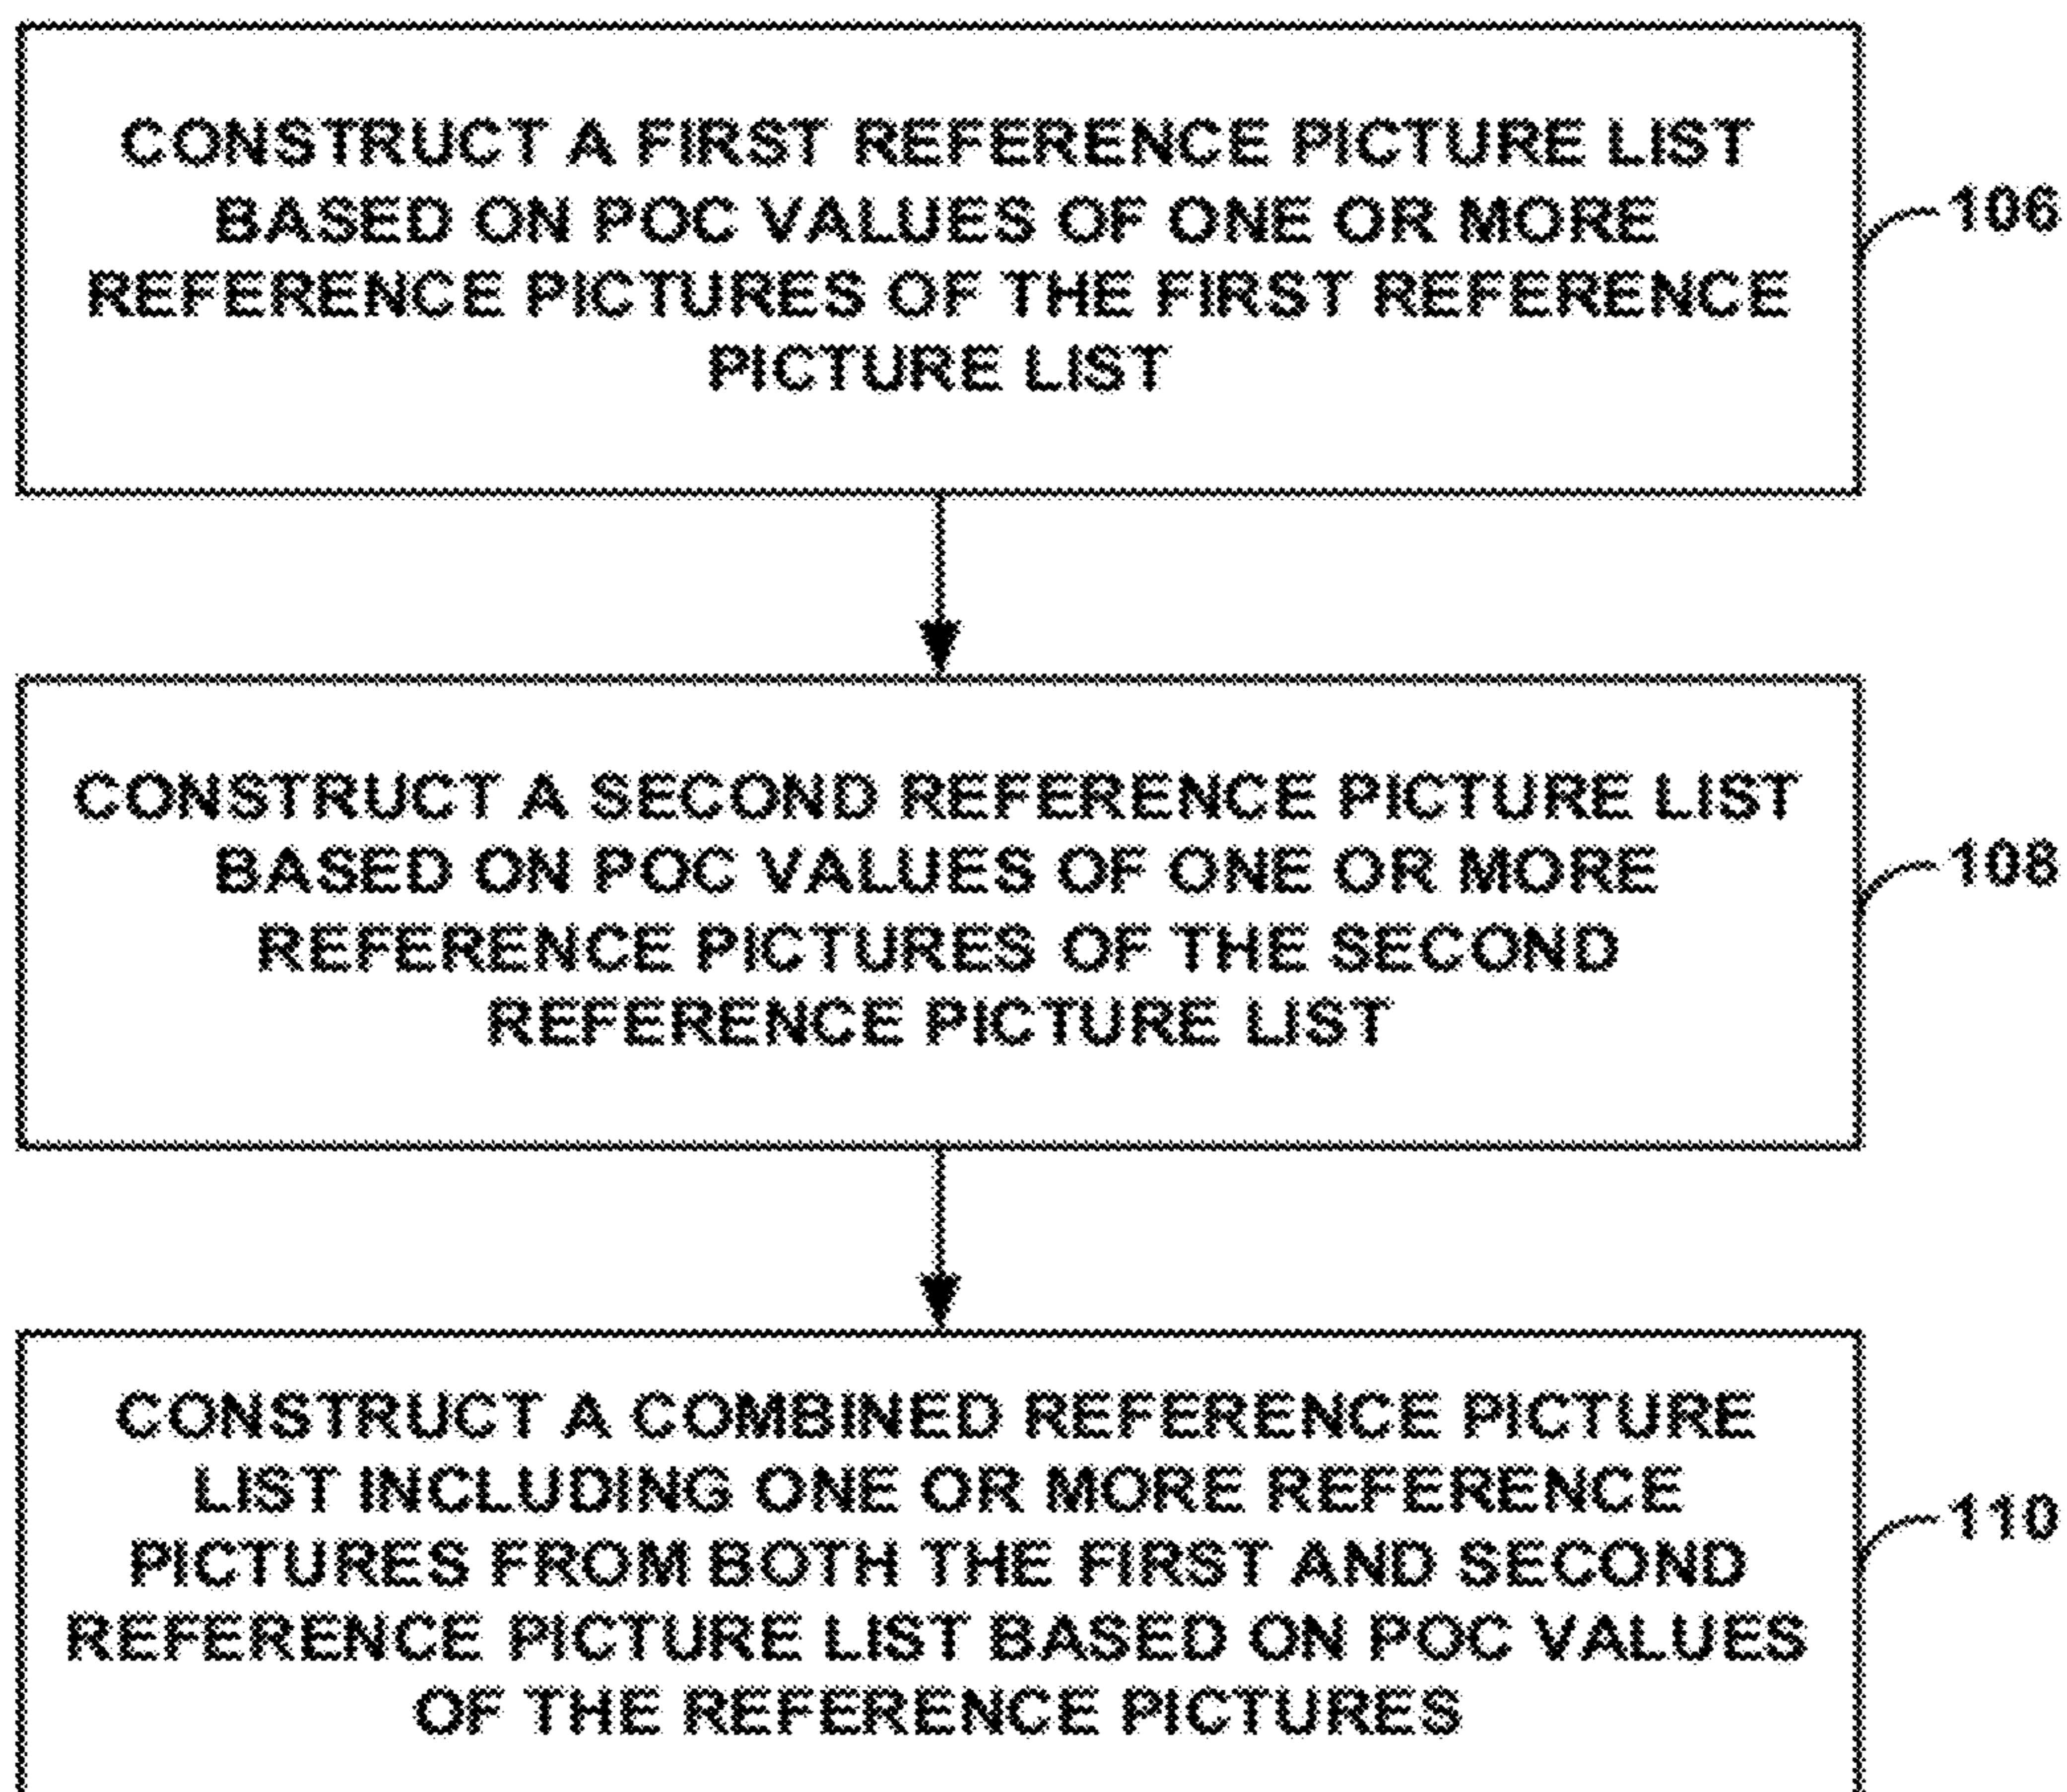 CONSTRUCT A FIRST REFERENCE PICTURE LIST
BASED ON POC VALUES OF ONE OR MORE
REFERENCE PICTURES OF THE FIRST REFERENCE
PICTURE LIST
106
CONSTRUCT A SECOND REFERENCE PICTURE LIST
BASED ON POC VALUES OF ONE OR MORE
REFERENCE PICTURES OF THE SECOND
REFERENCE PICTURE LIST
108
CONSTRUCT A COMBINED REFERENCE PICTURE
LIST INCLUDING ONE OR MORE REFERENCE
PICTURES FROM BOTH THE FIRST AND SECOND
REFERENCE PICTURE LIST BASED ON POC VALUES
OF THE REFERENCE PICTURES
110